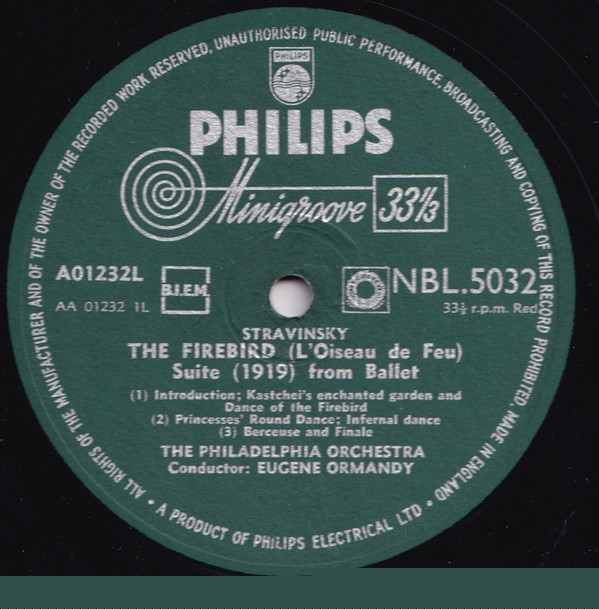 ALL RIGHTS OF THE MANUFACTURER AND OF THE OWNER OF THE RECORDED WORK RESERVED, UNAUTHORISED PUBLIC PERFORMANCE, BROADCASTING AND COPYING OF THIS RECORD PROHIBITED. MADE IN ENGLAND
PHILIPS
PHILIPS
Minigroove 33⅓
A01232L
B.I.E.M.
NBL.5032
AA 01232 1L
33⅓ r.p.m. Red
STRAVINSKY
THE FIREBIRD (L'Oiseau de Feu)
Suite (1919) from Ballet
(1) Introduction; Kastchei's enchanted garden and
Dance of the Firebird
(2) Princesses' Round Dance; Infernal dance
(3) Berceuse and Finale
THE PHILADELPHIA ORCHESTRA
Conductor: EUGENE ORMANDY
• A PRODUCT OF PHILIPS ELECTRICAL LTD •